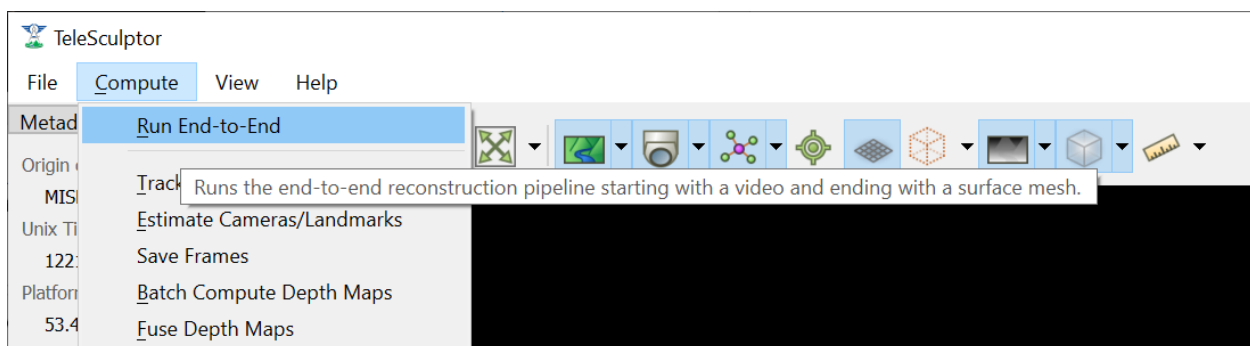 TeleSculptor
File Compute View Help
Metad
Run End-to-End
Origin
MIS
Track
Runs the end-to-end reconstruction pipeline starting with a video and ending with a surface mesh.
Unix Ti
Estimate Cameras/Landmarks
122
Save Frames
Platfor
Batch Compute Depth Maps
53.4
Fuse Depth Maps